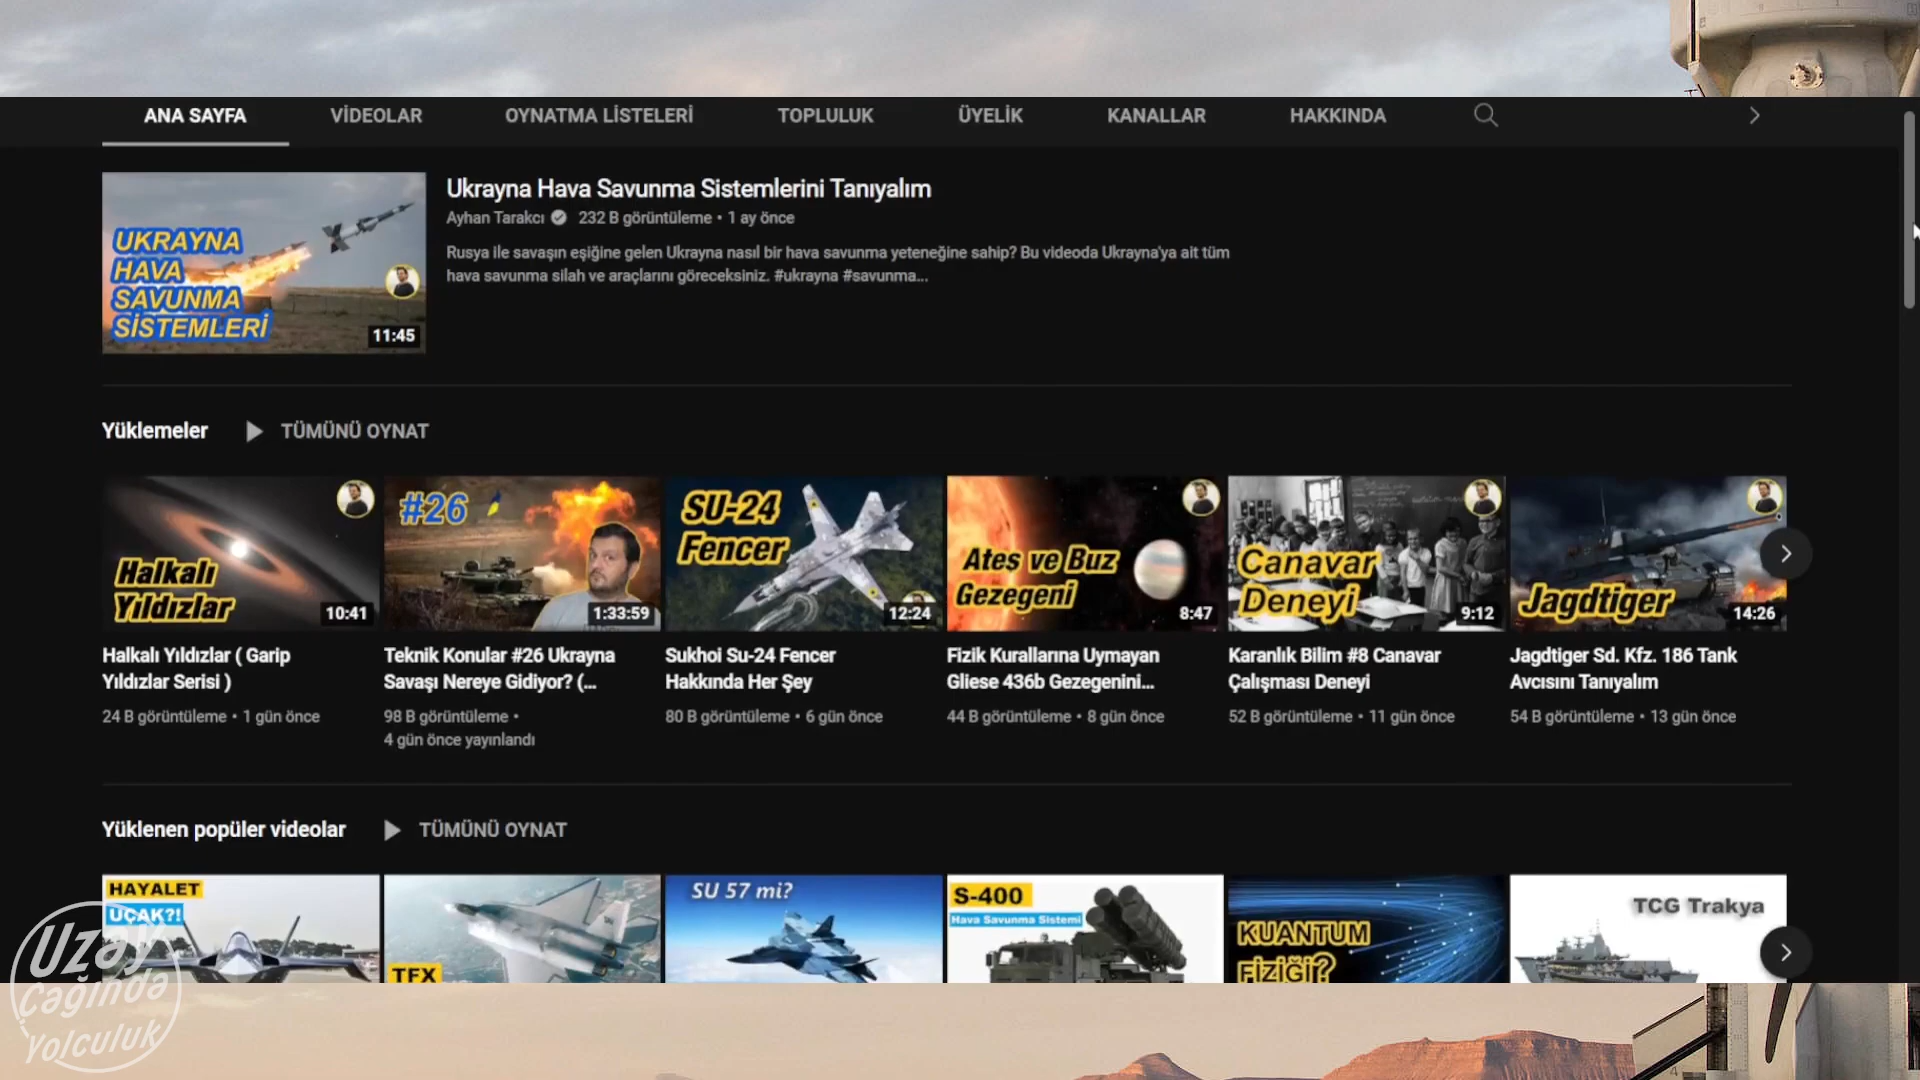 ANA SAYFA
VİDEOLAR
OYNATMA LİSTELERİ
TOPLULUK
ÜYELİK
KANALLAR
HAKKINDA
UKRAYNA
HAVA
SAVUNMA
SİSTEMLERİ
11:45
Ukrayna Hava Savunma Sistemlerini Tanıyalım
Ayhan Tarakcı 232 B görüntüleme • 1 ay önce
Rusya ile savaşın eşiğine gelen Ukrayna nasıl bir hava savunma yeteneğine sahip? Bu videoda Ukrayna'ya ait tüm
hava savunma silah ve araçlarını göreceksiniz. #ukrayna #savunma...
Yüklemeler
TÜMÜNÜ OYNAT
Halkalı
Yıldızlar
10:41
#26
1:33:59
SU-24
Fencer
12:24
Ates ve Buz
Gezegeni
8:47
Canavar
Deneyi
9:12
Jagdtiger
14:26
Halkalı Yıldızlar ( Garip
Yıldızlar Serisi )
24 B görüntüleme • 1 gün önce
Teknik Konular #26 Ukrayna
Savaşı Nereye Gidiyor? (...
98 B görüntüleme •
4 gün önce yayınlandı
Sukhoi Su-24 Fencer
Hakkında Her Şey
80 B görüntüleme • 6 gün önce
Fizik Kurallarına Uymayan
Gliese 436b Gezegenini...
44 B görüntüleme • 8 gün önce
Karanlık Bilim #8 Canavar
Çalışması Deneyi
52 B görüntüleme • 11 gün önce
Jagdtiger Sd. Kfz. 186 Tank
Avcısını Tanıyalım
54 B görüntüleme • 13 gün önce
Yüklenen popüler videolar
TÜMÜNÜ OYNAT
HAYALET
UÇAK?!
TFX
SU 57 mi?
S-400
Hava Savunma Sistemi
KUANTUM
FİZİĞİ?
TCG Trakya
Uzay
Çağında
Yolculuk